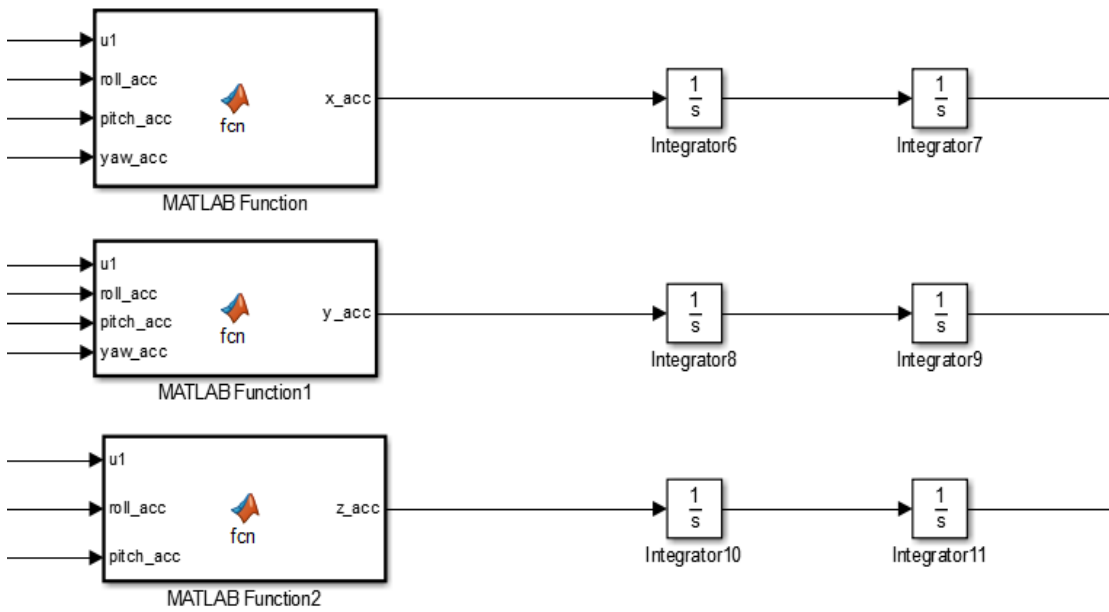 u1
roll_acc
pitch_acc
yaw_acc
fcn
x_acc
MATLAB Function
1
s
Integrator6
1
s
Integrator7
u1
roll_acc
pitch_acc
yaw_acc
fcn
y_acc
MATLAB Function1
1
s
Integrator8
1
s
Integrator9
u1
roll_acc
pitch_acc
fcn
z_acc
MATLAB Function2
1
s
Integrator10
1
s
Integrator11